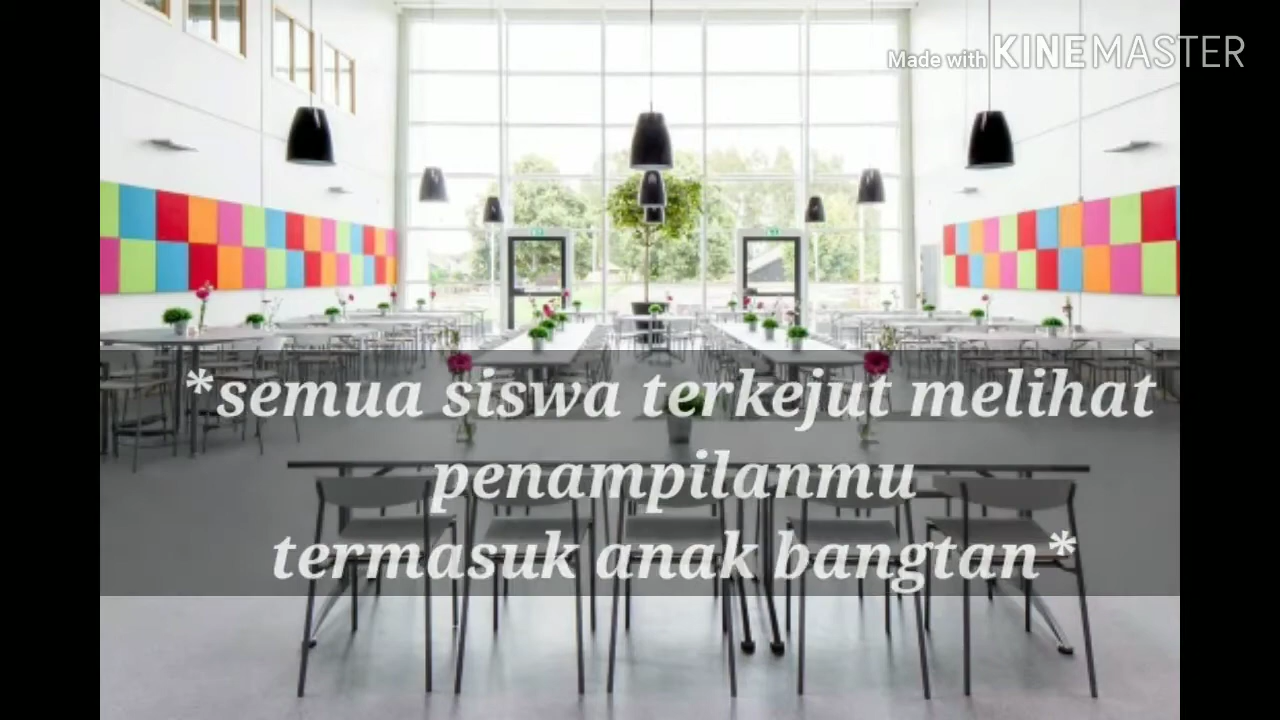 Made with KINEMASTER
*semua siswa terkejut melihat
penampilanmu
termasuk anak bangtan*